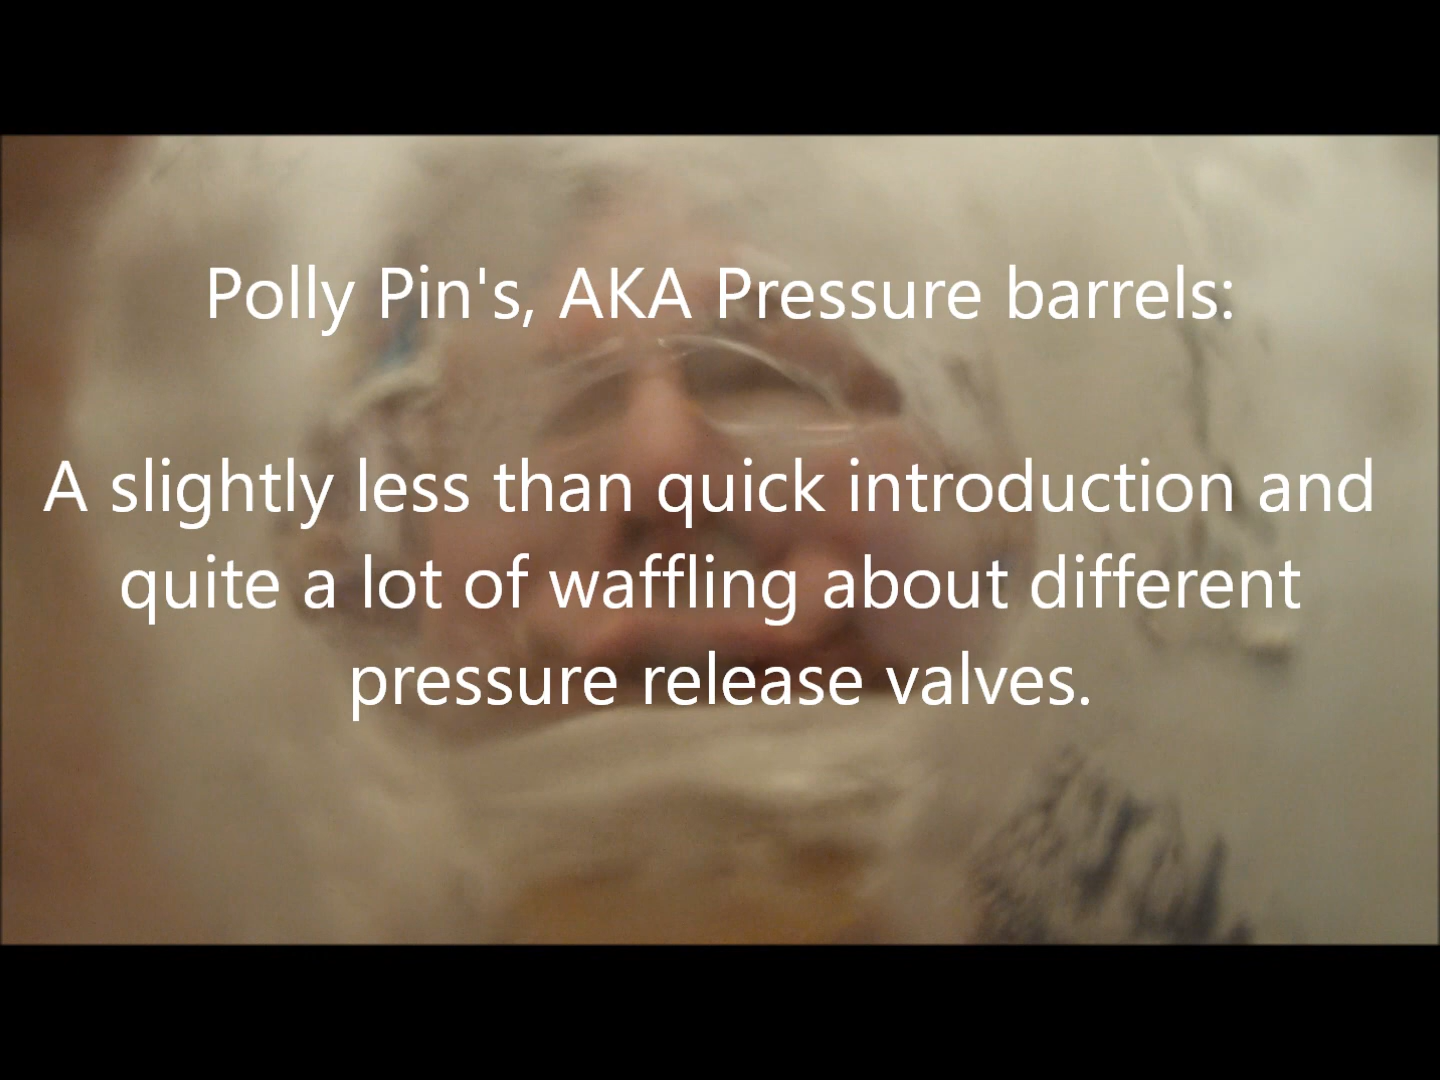 Polly Pin's, AKA Pressure barrels:
A slightly less than quick introduction and
quite a lot of waffling about different
pressure release valves.